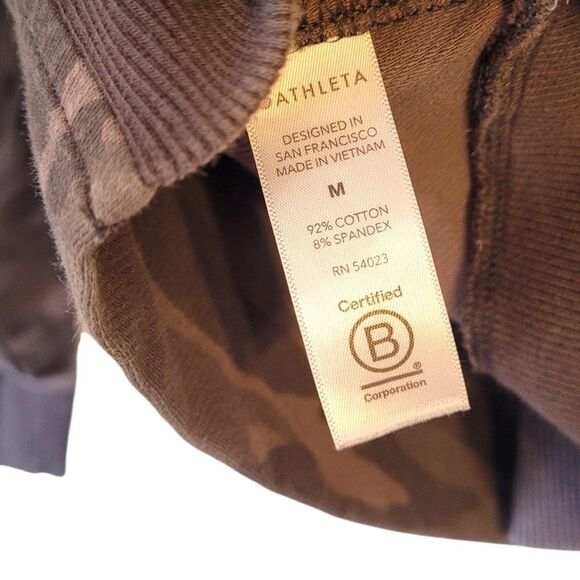 ATHLETA
DESIGNED IN
SAN FRANCISCO
MADE IN VIETNAM
M
92% COTTON
8% SPANDEX
RN 54023
Certified
B
®
Corporation